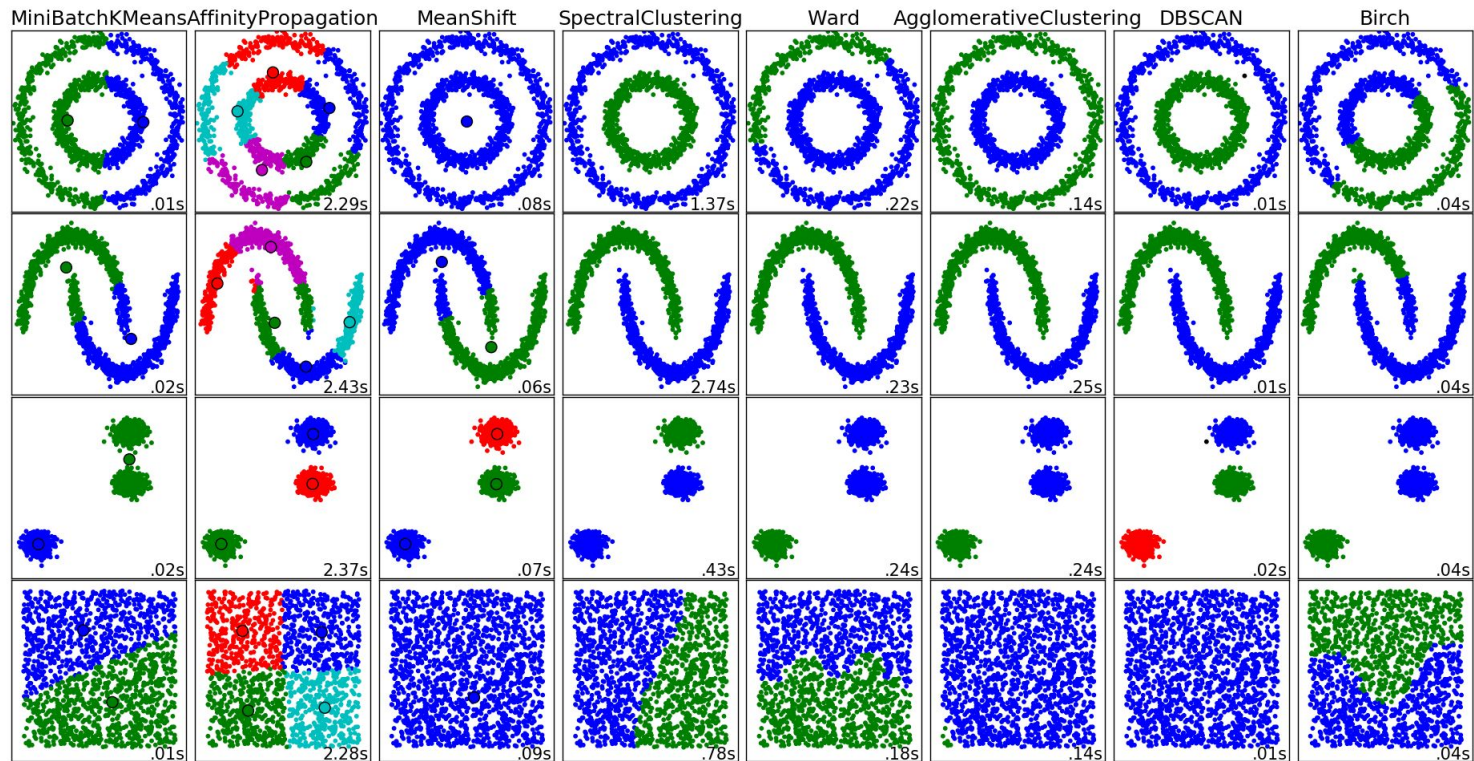 MiniBatchKMeans AffinityPropagation MeanShift SpectralClustering Ward AgglomerativeClustering DBSCAN Birch
.01s 2.29s .08s 1.37s .22s .14s .01s .04s
.02s 2.43s .06s 2.74s .23s .25s .01s .04s
.02s 2.37s .07s .43s .24s .24s .02s .04s
.01s 2.28s .09s .78s .18s .14s .01s .04s